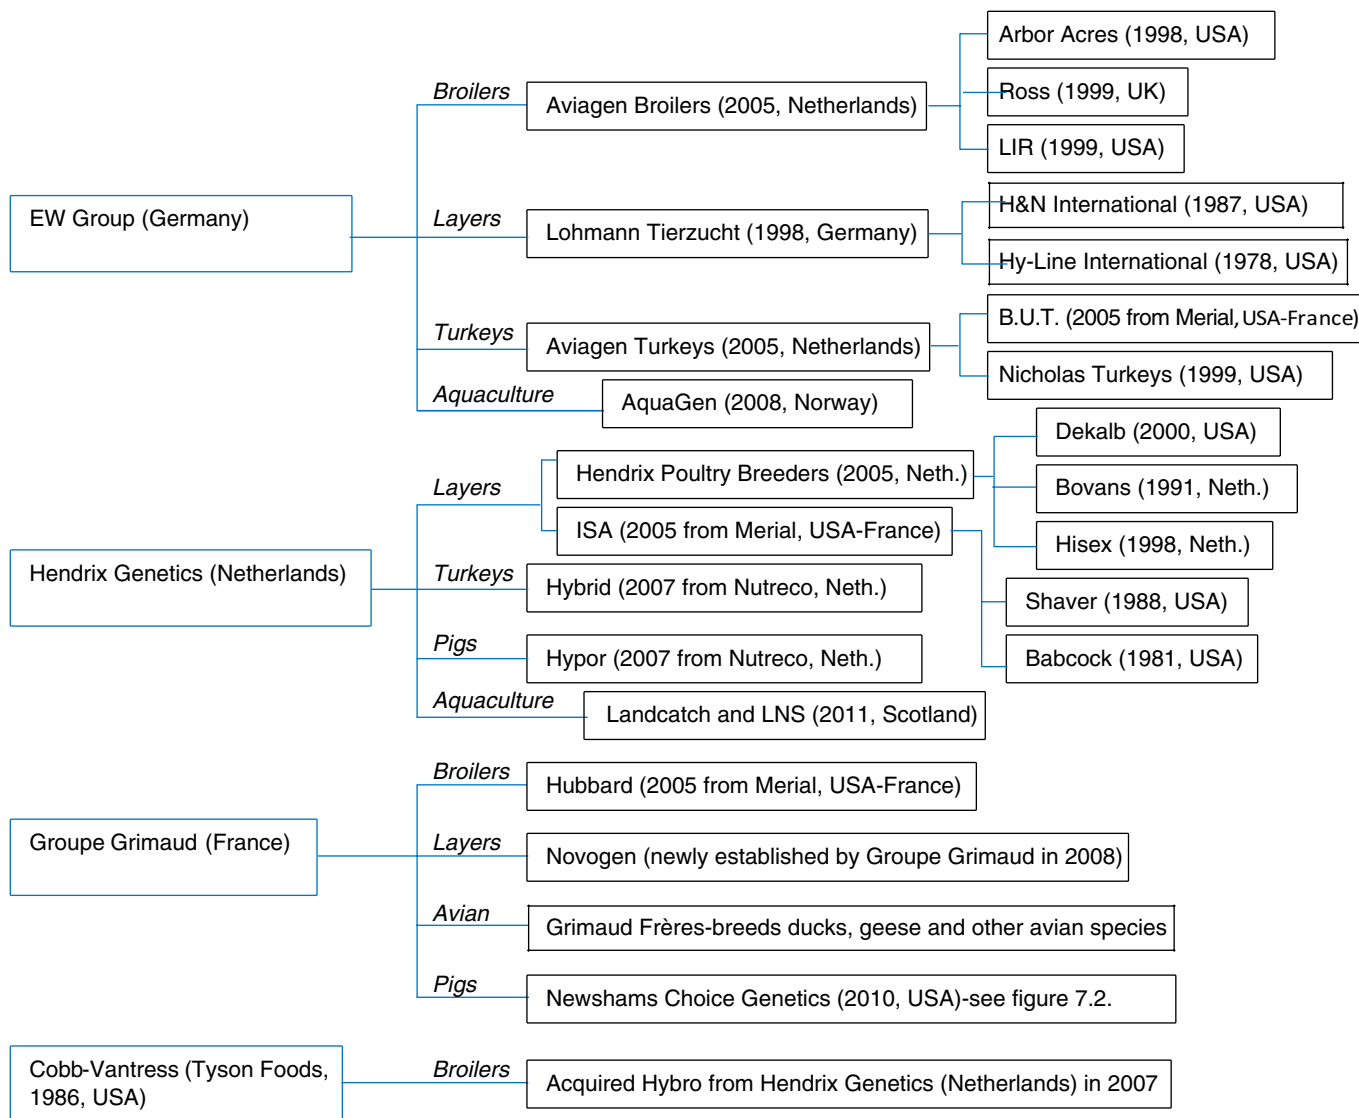 Arbor Acres (1998, USA)
Broilers
Aviagen Broilers (2005, Netherlands)
Ross (1999, UK)
LIR (1999, USA)
EW Group (Germany)
Layers
Lohmann Tierzucht (1998, Germany)
H&N International (1987, USA)
Hy-Line International (1978, USA)
Turkeys
Aviagen Turkeys (2005, Netherlands)
B.U.T. (2005 from Merial, USA-France)
Nicholas Turkeys (1999, USA)
Aquaculture
AquaGen (2008, Norway)
Hendrix Genetics (Netherlands)
Layers
Hendrix Poultry Breeders (2005, Neth.)
Dekalb (2000, USA)
Bovans (1991, Neth.)
Hisex (1998, Neth.)
ISA (2005 from Merial, USA-France)
Shaver (1988, USA)
Babcock (1981, USA)
Turkeys
Hybrid (2007 from Nutreco, Neth.)
Pigs
Hypor (2007 from Nutreco, Neth.)
Aquaculture
Landcatch and LNS (2011, Scotland)
Groupe Grimaud (France)
Broilers
Hubbard (2005 from Merial, USA-France)
Layers
Novogen (newly established by Groupe Grimaud in 2008)
Avian
Grimaud Frères-breeds ducks, geese and other avian species
Pigs
Newshams Choice Genetics (2010, USA)-see figure 7.2.
Cobb-Vantress (Tyson Foods,
1986, USA)
Broilers
Acquired Hybro from Hendrix Genetics (Netherlands) in 2007